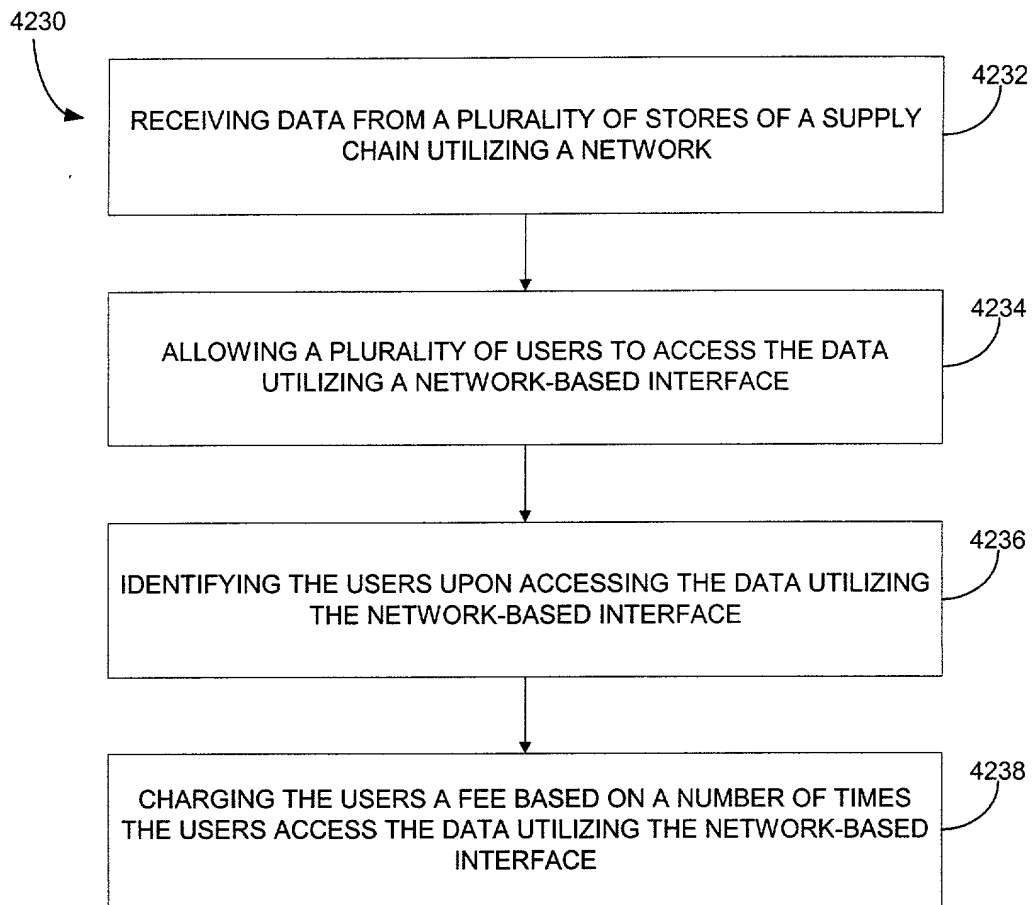 4230
4232
RECEIVING DATA FROM A PLURALITY OF STORES OF A SUPPLY
CHAIN UTILIZING A NETWORK
4234
ALLOWING A PLURALITY OF USERS TO ACCESS THE DATA
UTILIZING A NETWORK-BASED INTERFACE
4236
IDENTIFYING THE USERS UPON ACCESSING THE DATA UTILIZING
THE NETWORK-BASED INTERFACE
4238
CHARGING THE USERS A FEE BASED ON A NUMBER OF TIMES
THE USERS ACCESS THE DATA UTILIZING THE NETWORK-BASED
INTERFACE